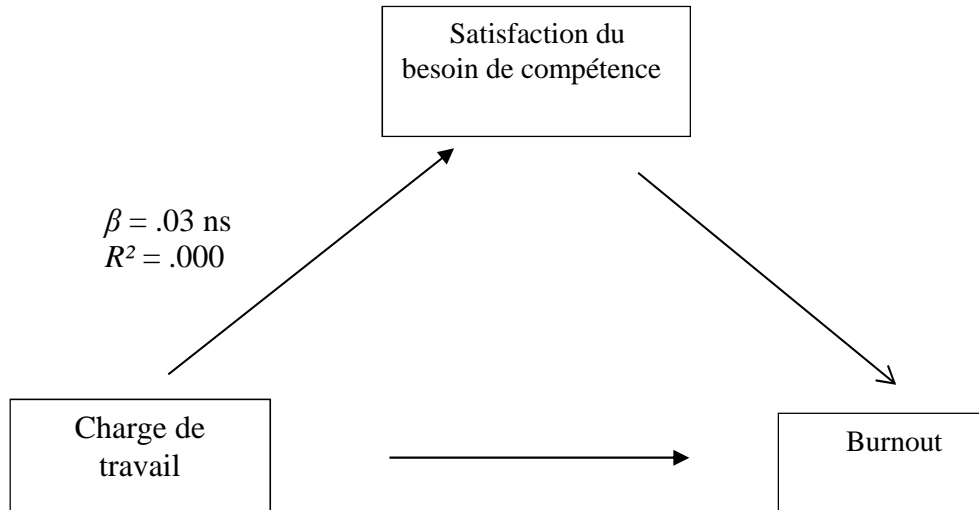 Satisfaction du
besoin de compétence
β = .03 ns
R² = .000
Charge de
travail
Burnout